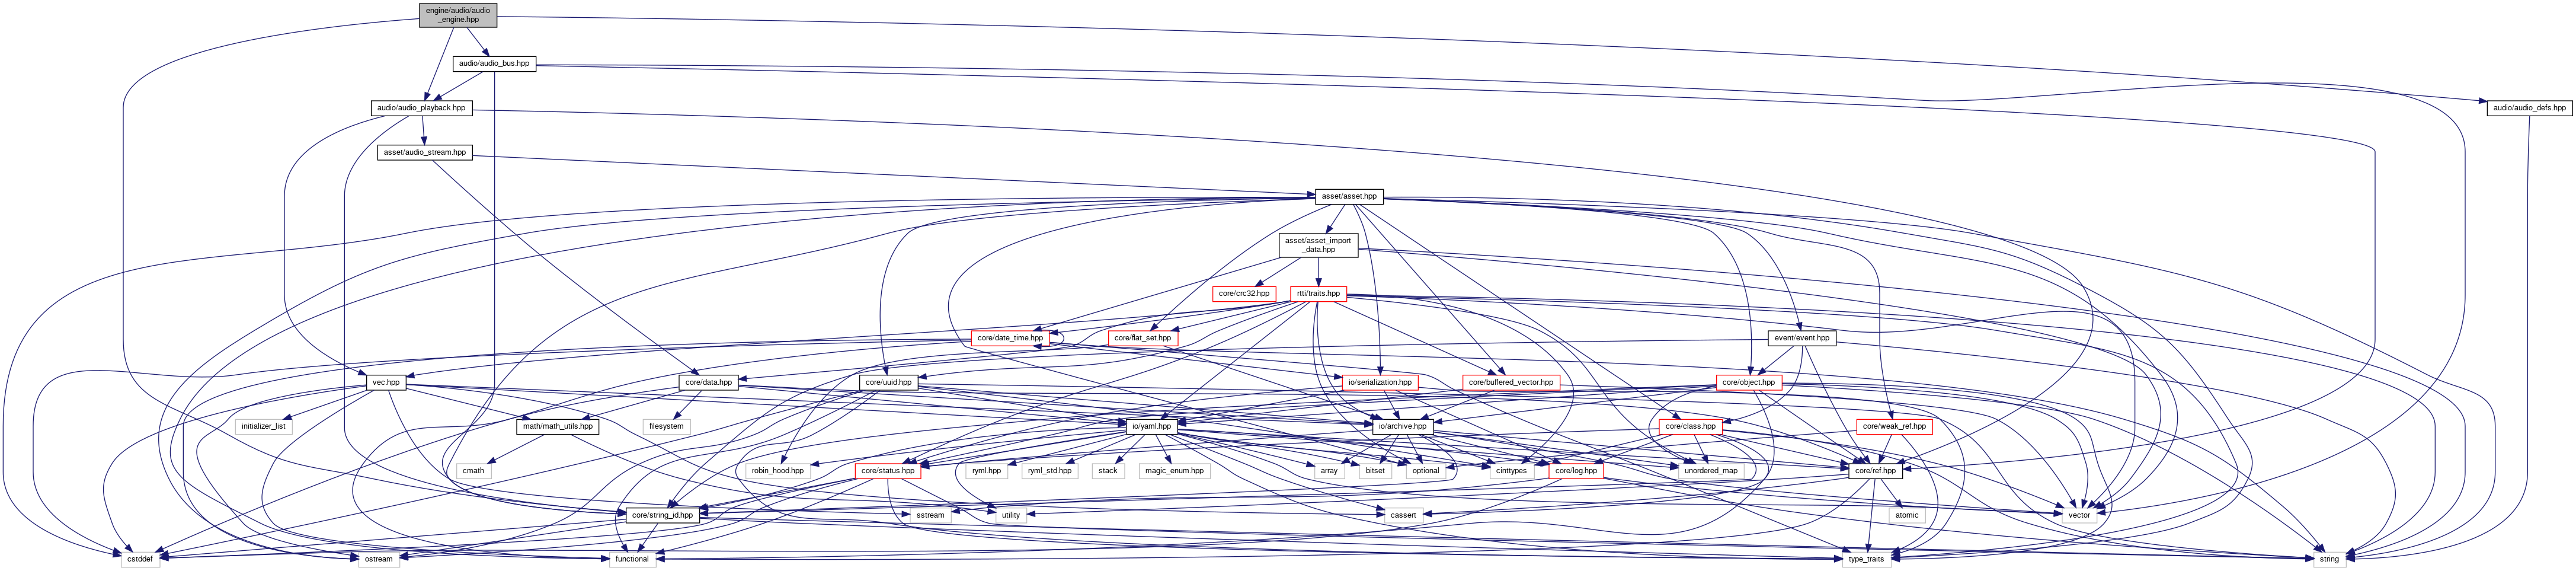 engine/audio/audio
_engine.hpp
audio/audio_bus.hpp
audio/audio_playback.hpp
audio/audio_defs.hpp
asset/audio_stream.hpp
asset/asset.hpp
asset/asset_import
_data.hpp
core/crc32.hpp
rtti/traits.hpp
core/date_time.hpp
core/flat_set.hpp
event/event.hpp
vec.hpp
core/data.hpp
core/uuid.hpp
io/serialization.hpp
core/buffered_vector.hpp
core/object.hpp
initializer_list
math/math_utils.hpp
filesystem
io/yaml.hpp
io/archive.hpp
core/class.hpp
core/weak_ref.hpp
cmath
robin_hood.hpp
core/status.hpp
ryml.hpp
ryml_std.hpp
stack
magic_enum.hpp
array
bitset
optional
cinttypes
core/log.hpp
unordered_map
core/ref.hpp
core/string_id.hpp
sstream
utility
cassert
atomic
vector
cstddef
ostream
functional
type_traits
string